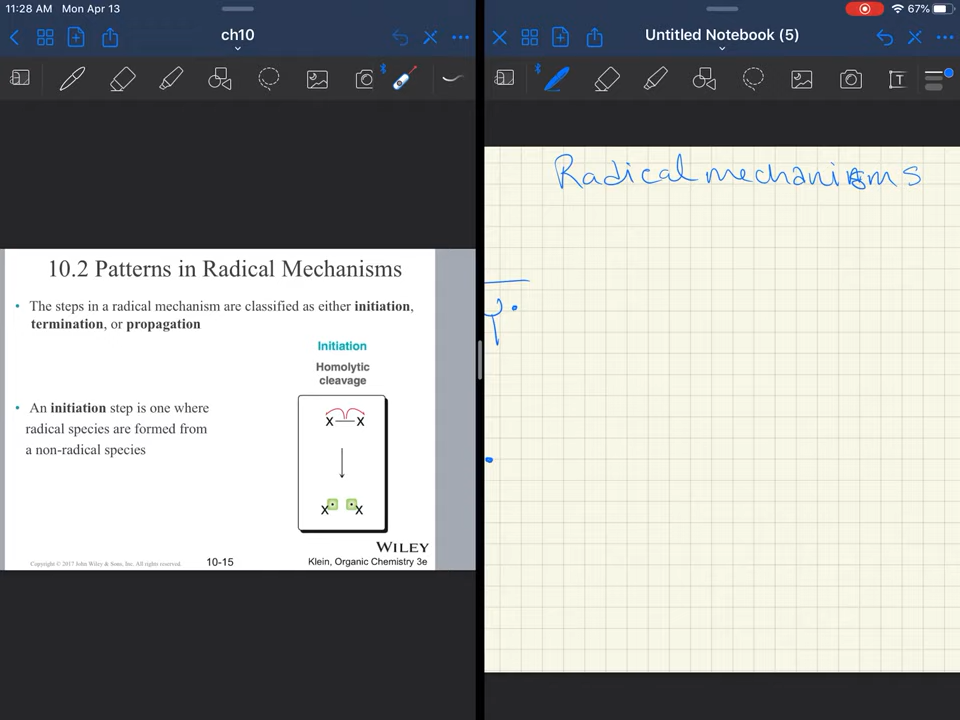 11:28 AM Mon Apr 13
67%
ch10
Untitled Notebook (5)
T
10.2 Patterns in Radical Mechanisms
• The steps in a radical mechanism are classified as either initiation,
termination, or propagation
Initiation
Homolytic
cleavage
X — X
• An initiation step is one where
radical species are formed from
a non-radical species
X• •X
WILEY
Copyright © 2017 John Wiley & Sons, Inc. All rights reserved.
10-15
Klein, Organic Chemistry 3e
Radical mechanisms
Y•